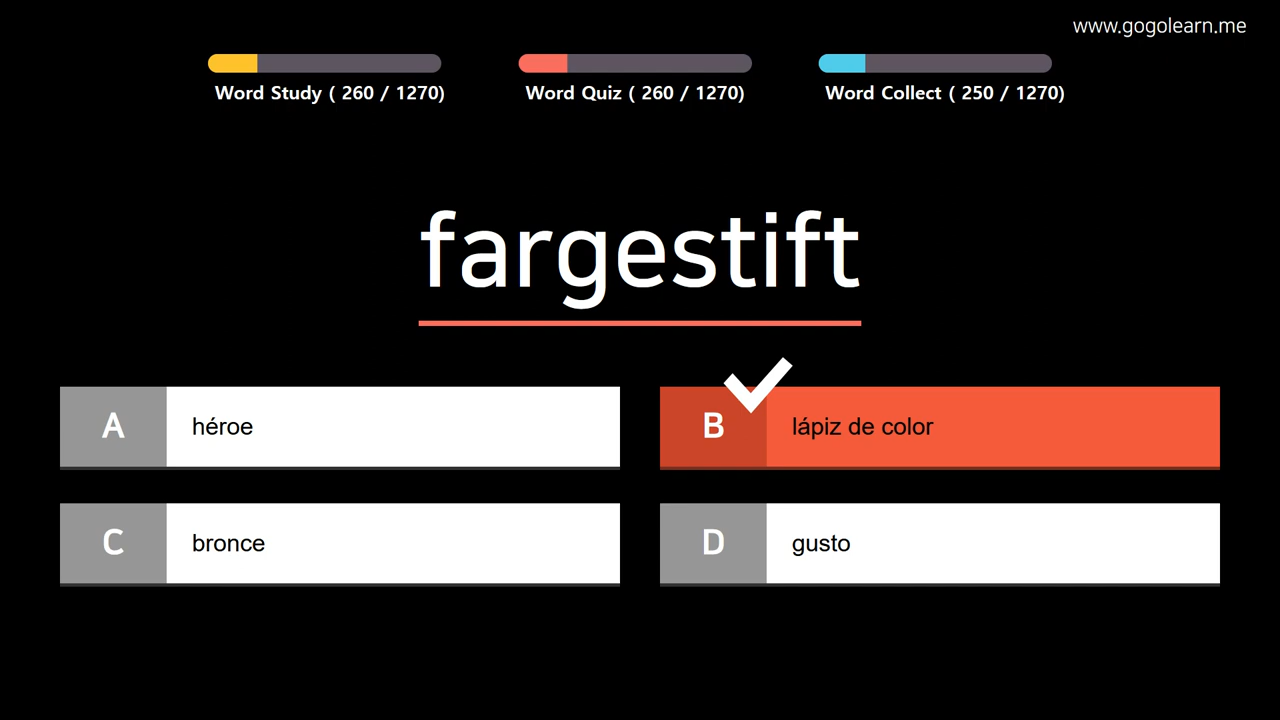 www.gogolearn.me
Word Study ( 260 / 1270)
Word Quiz ( 260 / 1270)
Word Collect ( 250 / 1270)
fargestift
A
héroe
B
lápiz de color
C
bronce
D
gusto